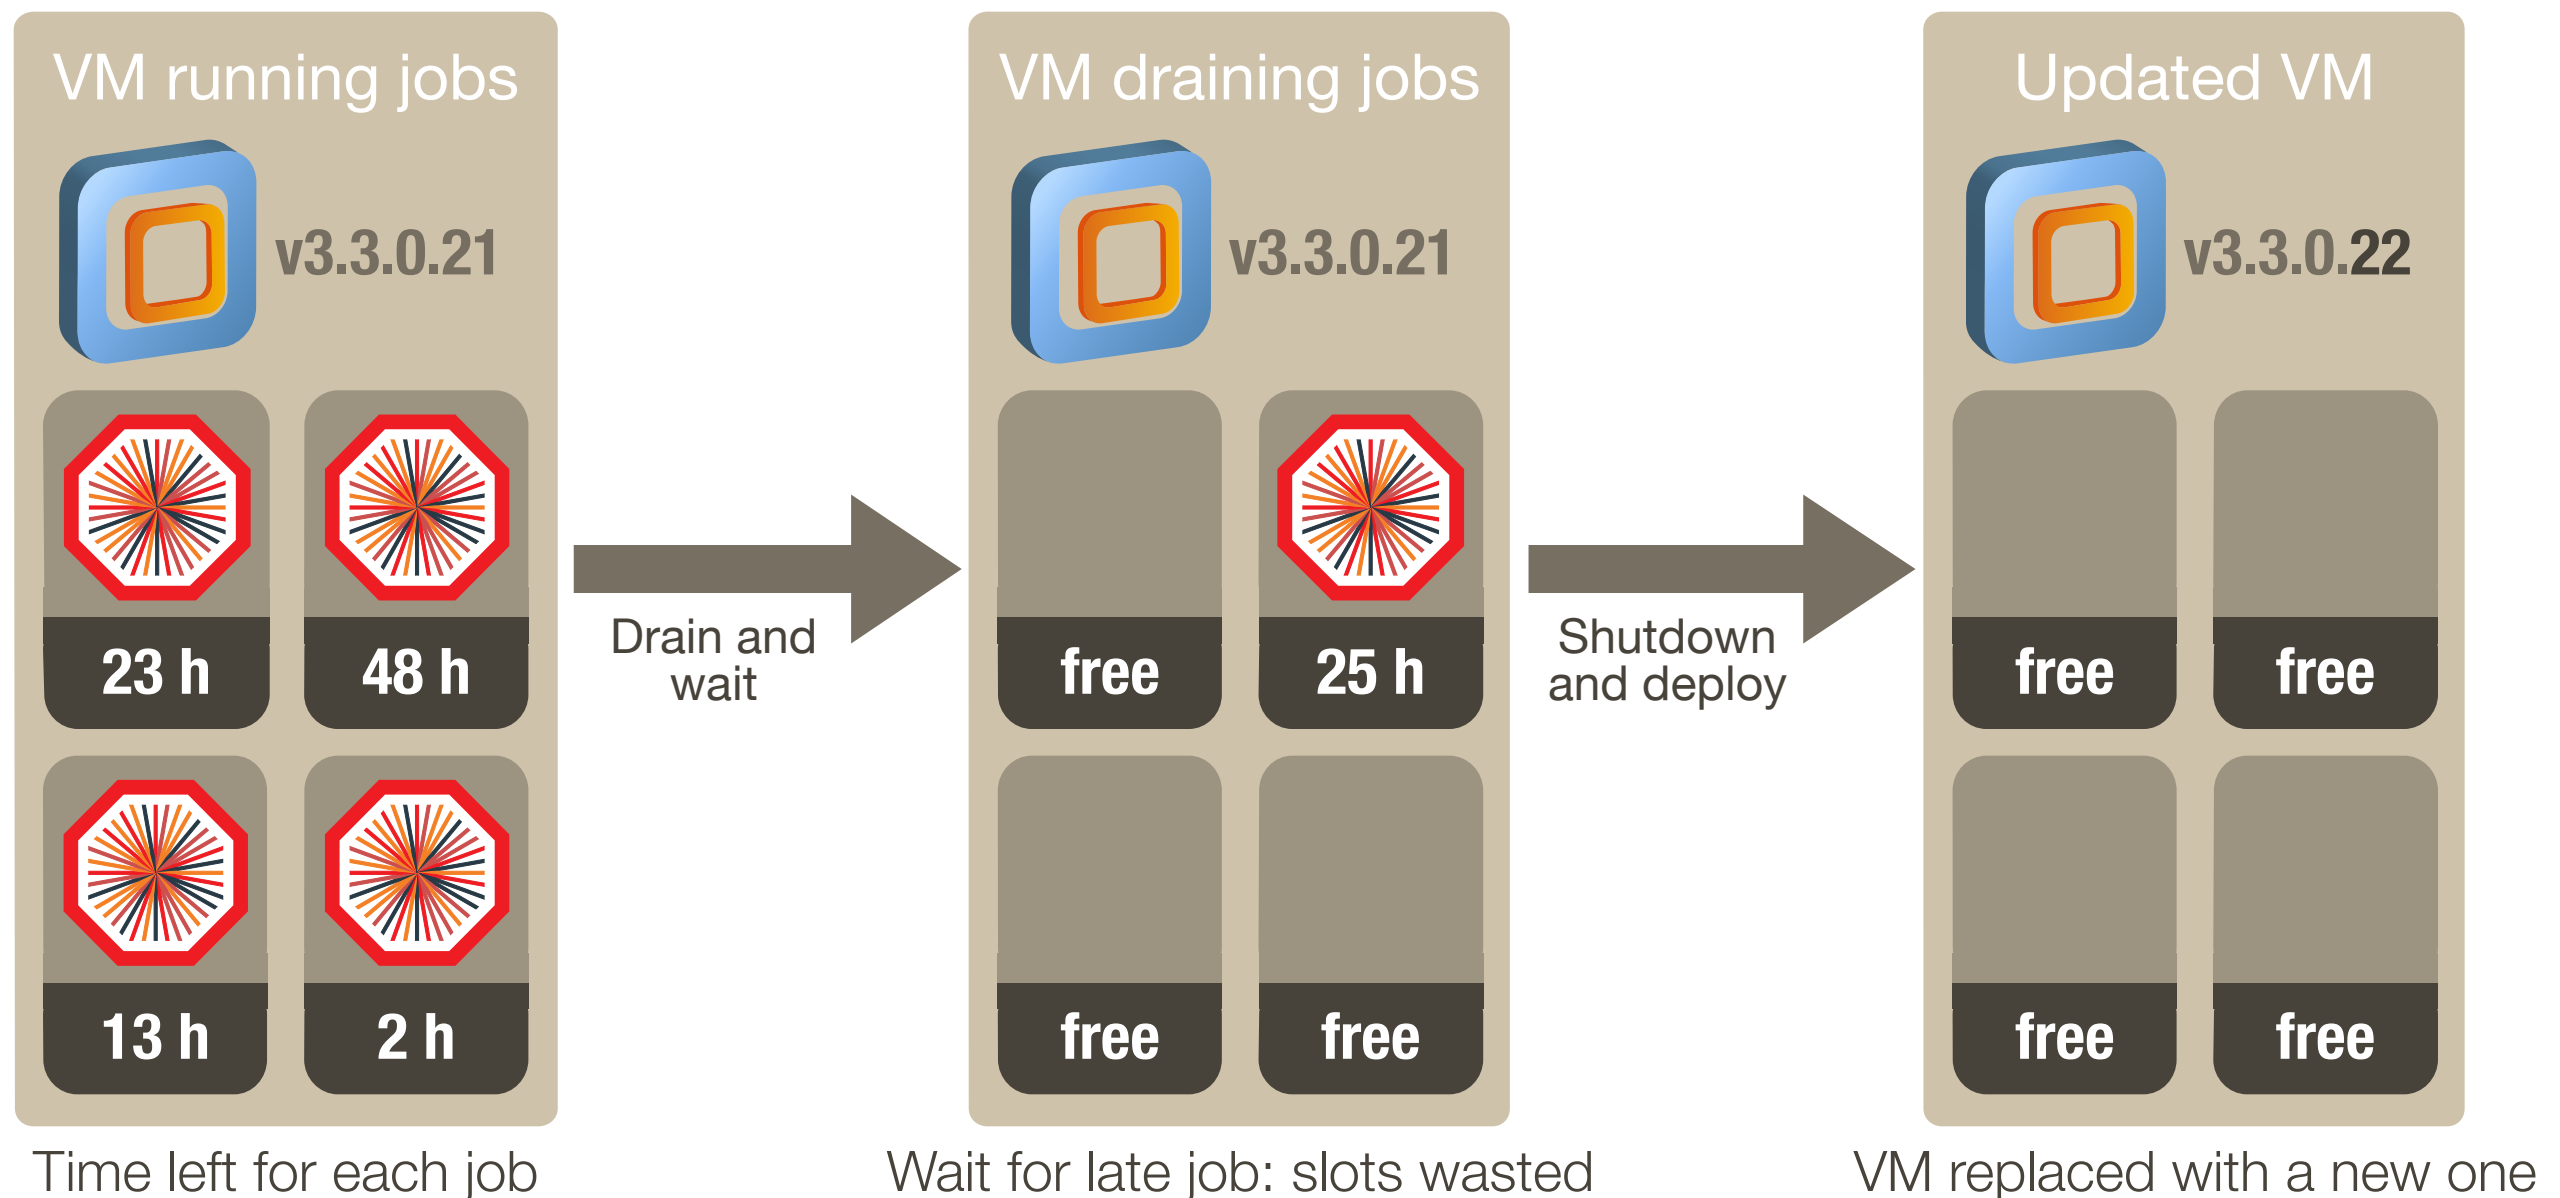 VM running jobs
v3.3.0.21
23 h
48 h
13 h
2 h
Time left for each job
Drain and
wait
VM draining jobs
v3.3.0.21
free
25 h
free
free
Wait for late job: slots wasted
Shutdown
and deploy
Updated VM
v3.3.0.22
free
free
free
free
VM replaced with a new one